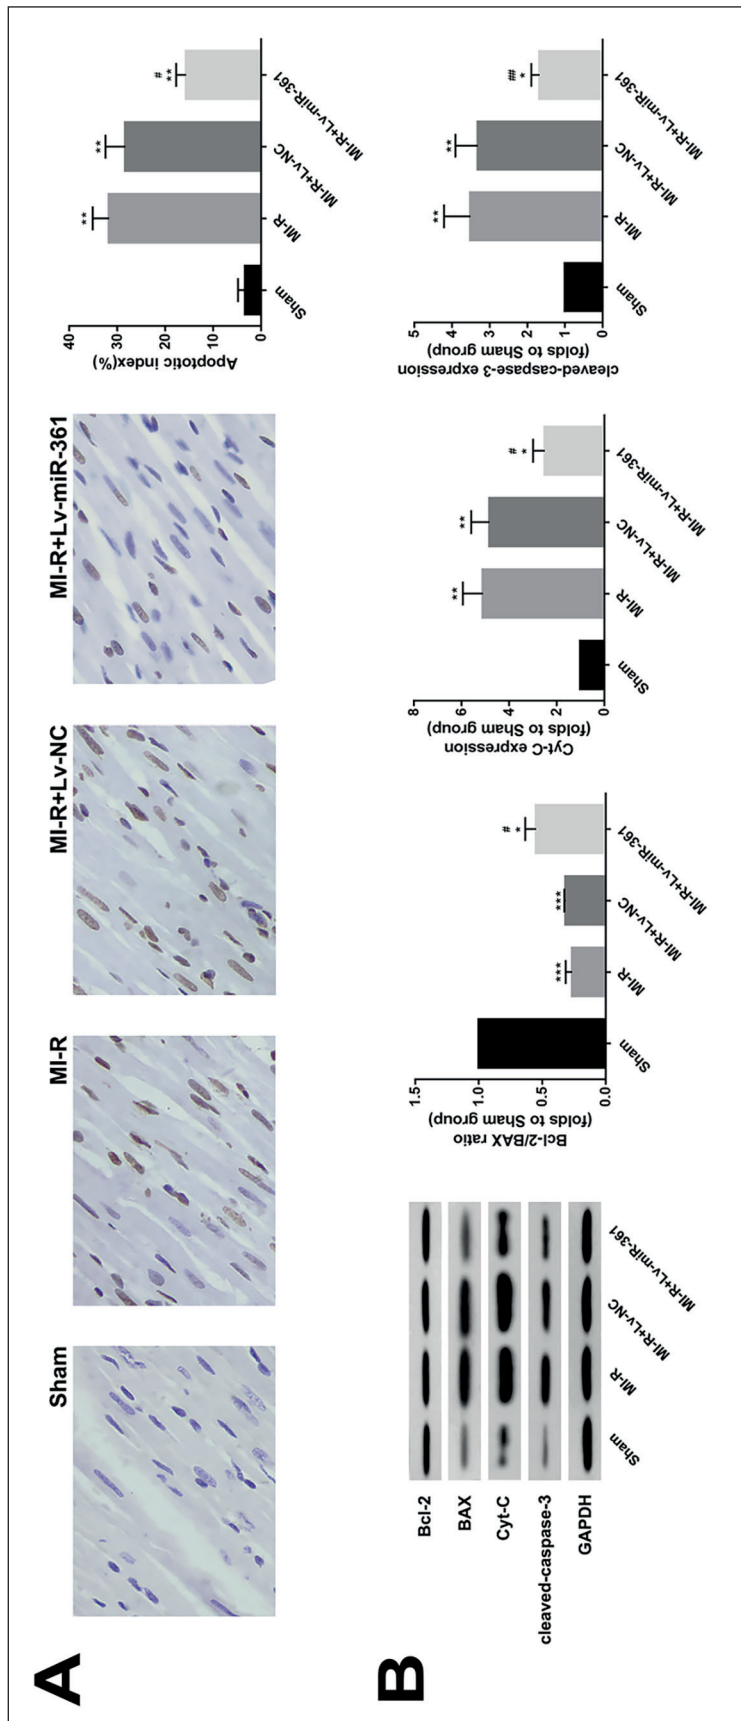 A
Sham
MI-R
MI-R+Lv-NC
MI-R+Lv-miR-361
Apoptotic index(%)
40
30
20
10
0
**
**
#
**
Sham
MI-R
MI-R+Lv-NC
MI-R+Lv-miR-361
B
Bcl-2
BAX
Cyt-C
cleaved-caspase-3
GAPDH
Sham
MI-R
MI-R+Lv-NC
MI-R+Lv-miR-361
Bcl-2/BAX ratio
(folds to Sham group)
1.5
1.0
0.5
0.0
***
***
#
*
Sham
MI-R
MI-R+Lv-NC
MI-R+Lv-miR-361
Cyt-C expression
(folds to Sham group)
8
6
4
2
0
**
**
#
*
Sham
MI-R
MI-R+Lv-NC
MI-R+Lv-miR-361
cleaved-caspase-3 expression
(folds to Sham group)
5
4
3
2
1
0
**
**
##
*
Sham
MI-R
MI-R+Lv-NC
MI-R+Lv-miR-361